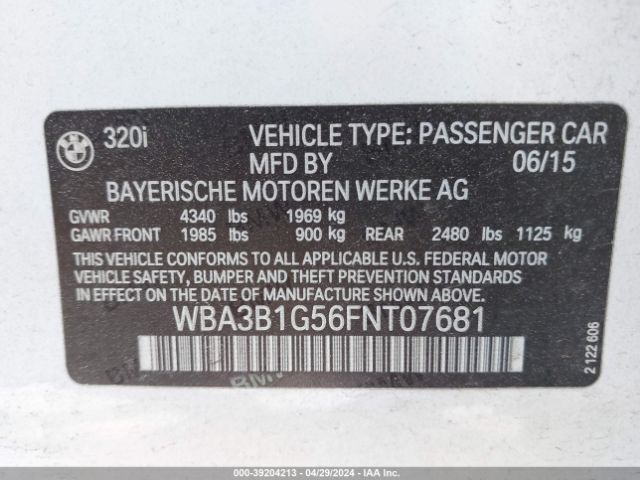 BMW
320i VEHICLE TYPE: PASSENGER CAR
MFD BY 06/15
BAYERISCHE MOTOREN WERKE AG
GVWR 4340 lbs 1969 kg
GAWR FRONT 1985 lbs 900 kg REAR 2480 lbs 1125 kg
THIS VEHICLE CONFORMS TO ALL APPLICABLE U.S. FEDERAL MOTOR
VEHICLE SAFETY, BUMPER AND THEFT PREVENTION STANDARDS
IN EFFECT ON THE DATE OF MANUFACTURE SHOWN ABOVE.
WBA3B1G56FNT07681
2 122 606
000-39204213 - 04/29/2024 - IAA Inc.